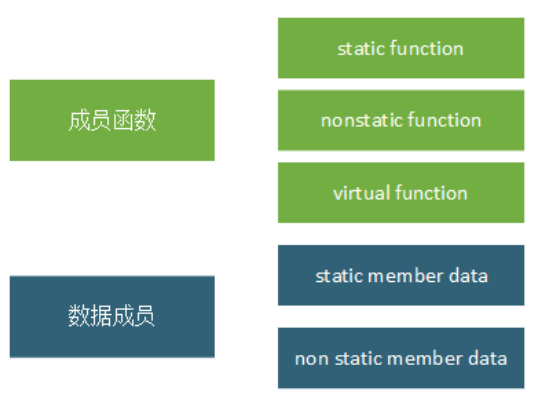 成员函数
static function
nonstatic function
virtual function
数据成员
static member data
non static member data